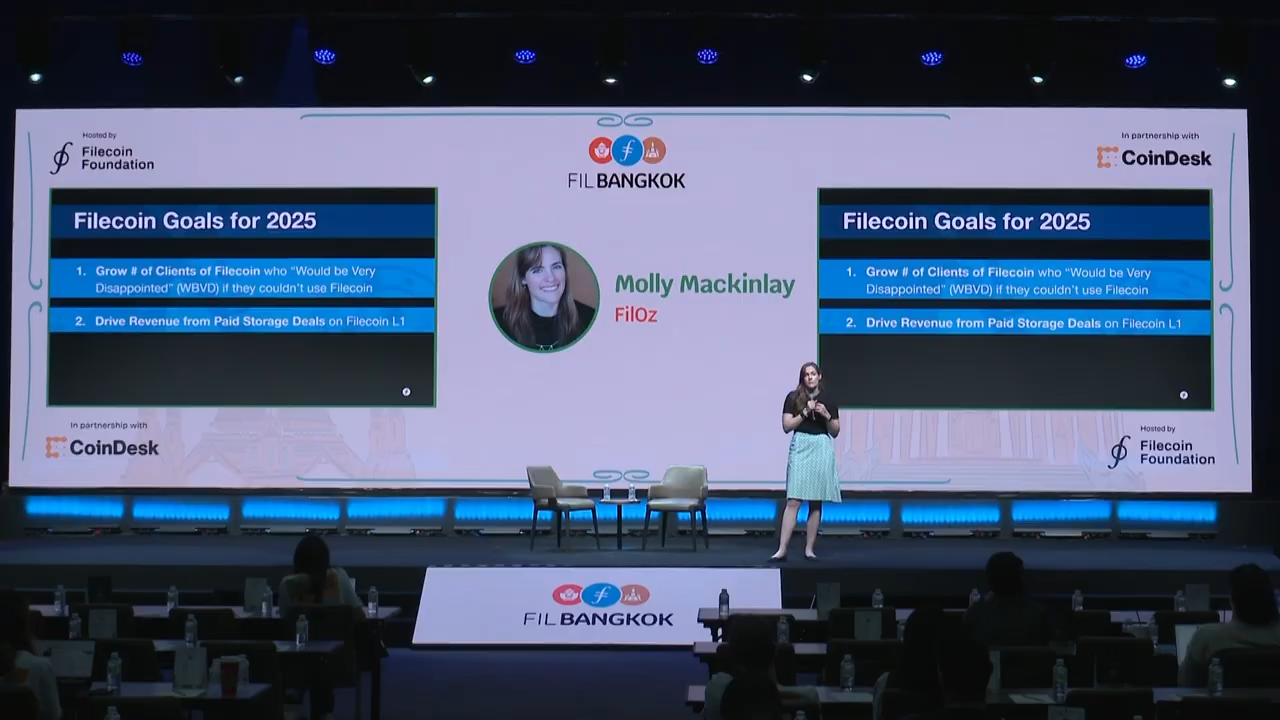 Hosted by
Filecoin
Foundation
FILBANGKOK
In partnership with
CoinDesk
Filecoin Goals for 2025
1. Grow # of Clients of Filecoin who “Would be Very
Disappointed” (WBVD) if they couldn’t use Filecoin
2. Drive Revenue from Paid Storage Deals on Filecoin L1
Molly Mackinlay
FilOz
Filecoin Goals for 2025
1. Grow # of Clients of Filecoin who “Would be Very
Disappointed” (WBVD) if they couldn’t use Filecoin
2. Drive Revenue from Paid Storage Deals on Filecoin L1
In partnership with
CoinDesk
Hosted by
Filecoin
Foundation
FILBANGKOK